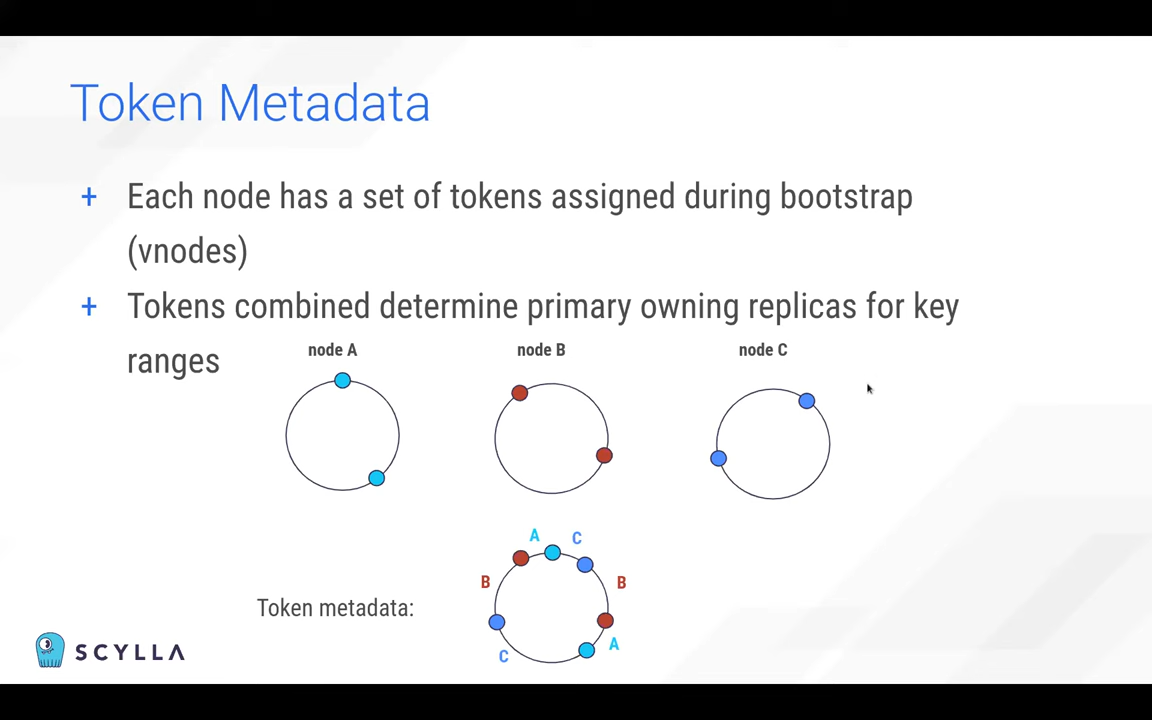 Token Metadata
+ Each node has a set of tokens assigned during bootstrap
(vnodes)
+ Tokens combined determine primary owning replicas for key
ranges
node A
node B
node C
A
C
B
B
Token metadata:
A
C
SCYLLA